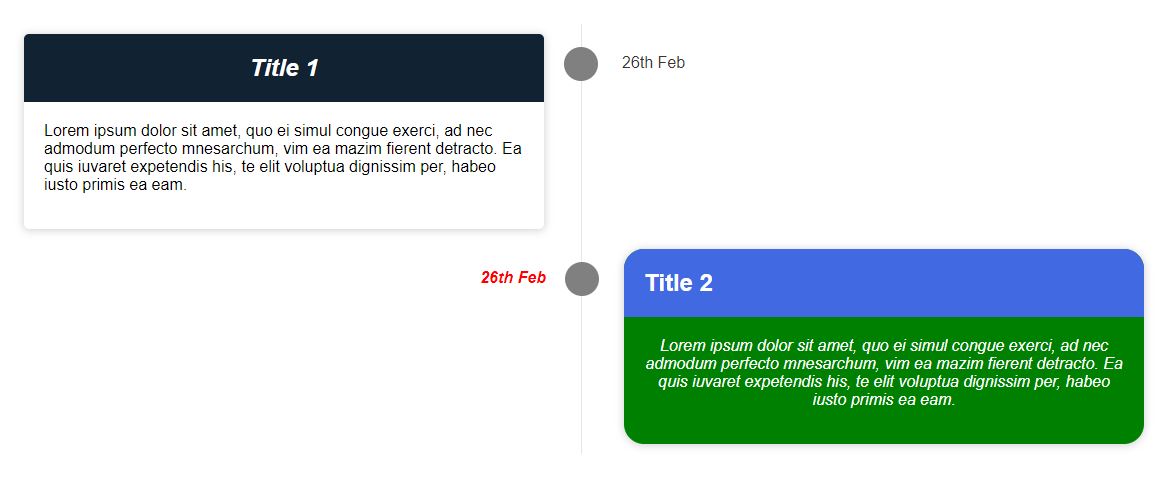 Title 1
26th Feb
Lorem ipsum dolor sit amet, quo ei simul congue exerci, ad nec
admodum perfecto mnesarchum, vim ea mazim fierent detracto. Ea
quis iuvaret expetendis his, te elit voluptua dignissim per, habeo
iusto primis ea eam.
26th Feb
Title 2
Lorem ipsum dolor sit amet, quo ei simul congue exerci, ad nec
admodum perfecto mnesarchum, vim ea mazim fierent detracto. Ea
quis iuvaret expetendis his, te elit voluptua dignissim per, habeo
iusto primis ea eam.